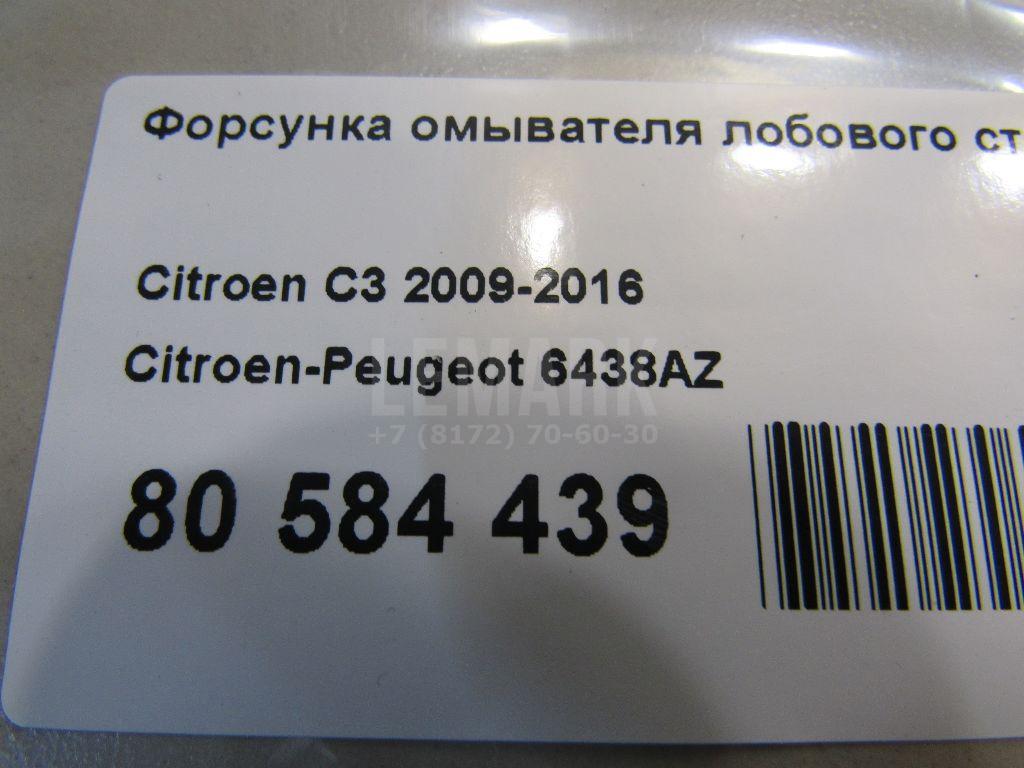 Форсунка омывателя лобового ст
Citroen C3 2009-2016
Citroen-Peugeot 6438AZ
LEMARK
+7 (8172) 70-60-30
80 584 439